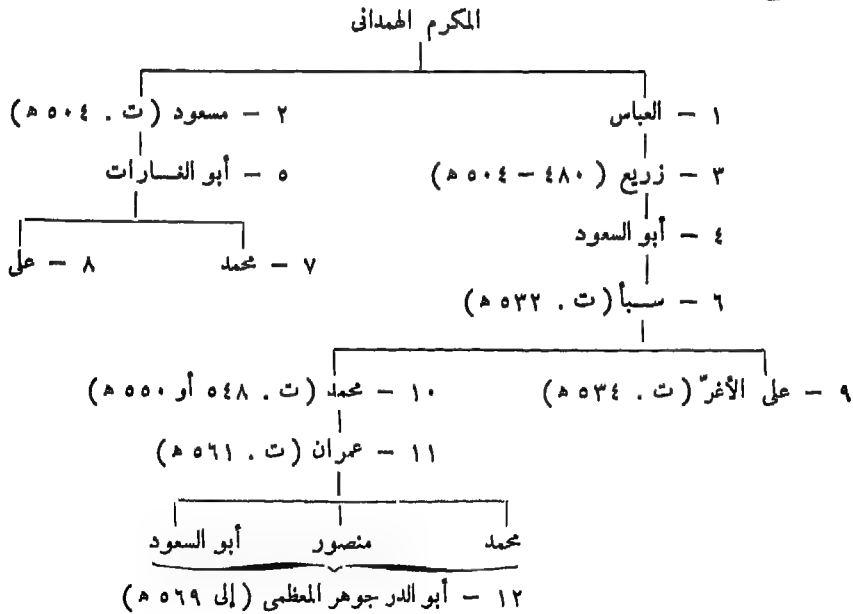 المكرم الهمدانى
١ – العباس ٢ – مسعود (ت . ٥٠٤ ه)
٣ – زريع (٤٨٠ – ٥٠٤ ه) ٥ – أبو الغسارات
٤ – أبو السعود
٧ – محمد ٨ – على
٦ – سبأ (ت . ٥٣٢ ه)
٩ – على الأغرّ (ت . ٥٣٤ ه) ١٠ – محمد (ت . ٥٤٨ أو ٥٥٠ ه)
١١ – عمران (ت . ٥٦١ ه)
محمد منصور أبو السعود
١٢ – أبو الدر جوهر المعظمى (إلى ٥٦٩ ه)